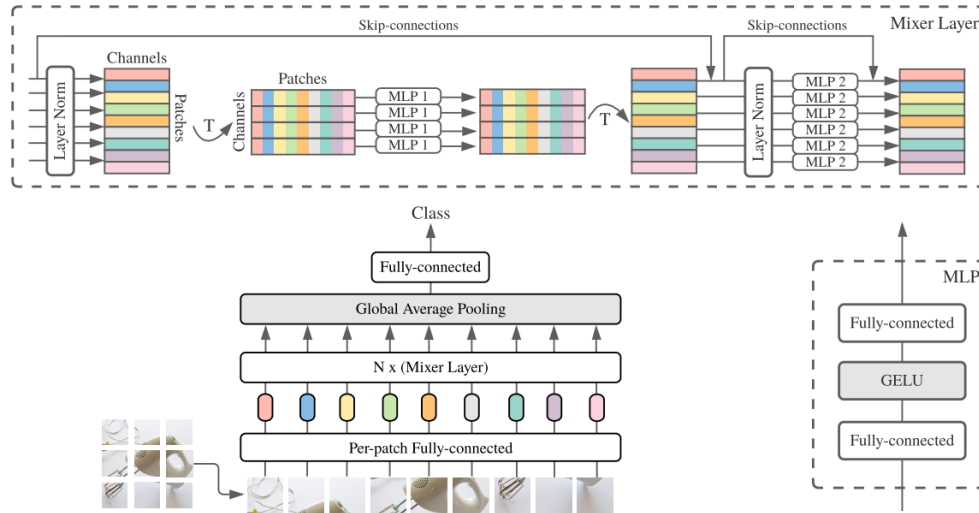 Skip-connections
Skip-connections
Mixer Layer
Channels
Layer Norm
Patches
T
Patches
Channels
MLP 1
MLP 1
MLP 1
MLP 1
T
Layer Norm
MLP 2
MLP 2
MLP 2
MLP 2
MLP 2
MLP 2
Class
Fully-connected
Global Average Pooling
N x (Mixer Layer)
Per-patch Fully-connected
MLP
Fully-connected
GELU
Fully-connected